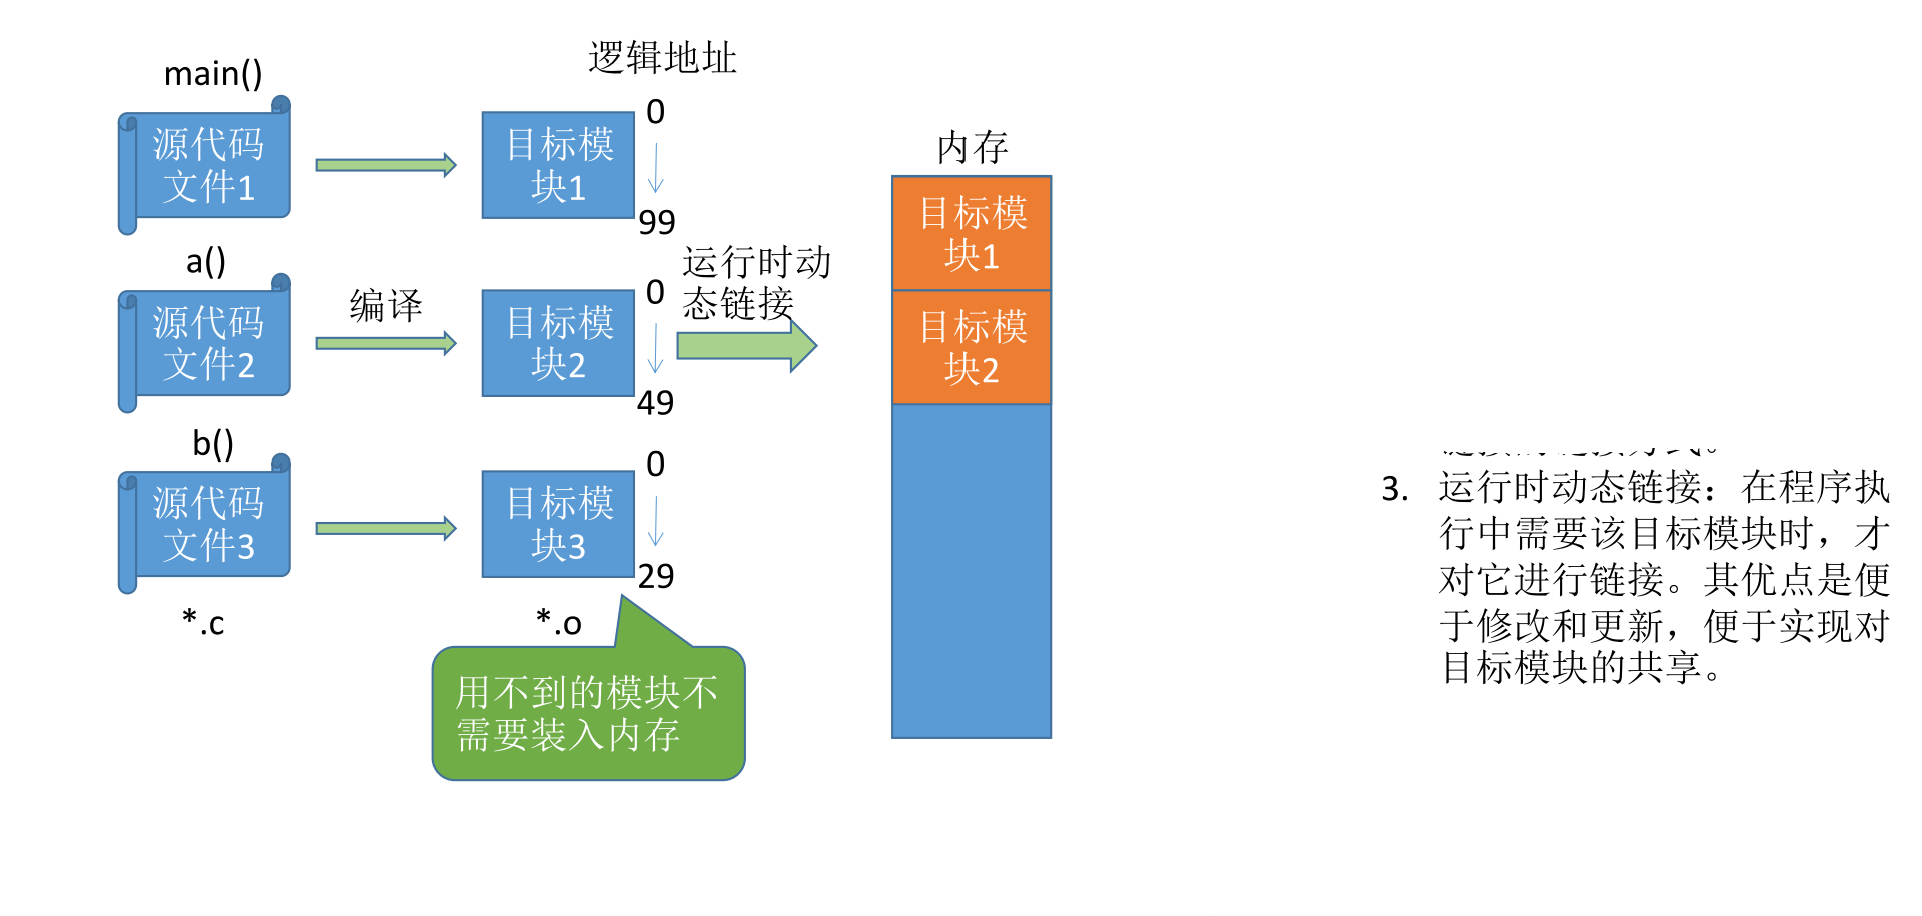 逻辑地址
main()
源代码
文件1
目标模
块1
0
99
a()
源代码
文件2
编译
目标模
块2
0
49
运行时动
态链接
b()
源代码
文件3
目标模
块3
0
29
*.c
*.o
用不到的模块不
需要装入内存
内存
目标模
块1
目标模
块2
3. 运行时动态链接：在程序执
行中需要该目标模块时，才
对它进行链接。其优点是便
于修改和更新，便于实现对
目标模块的共享。